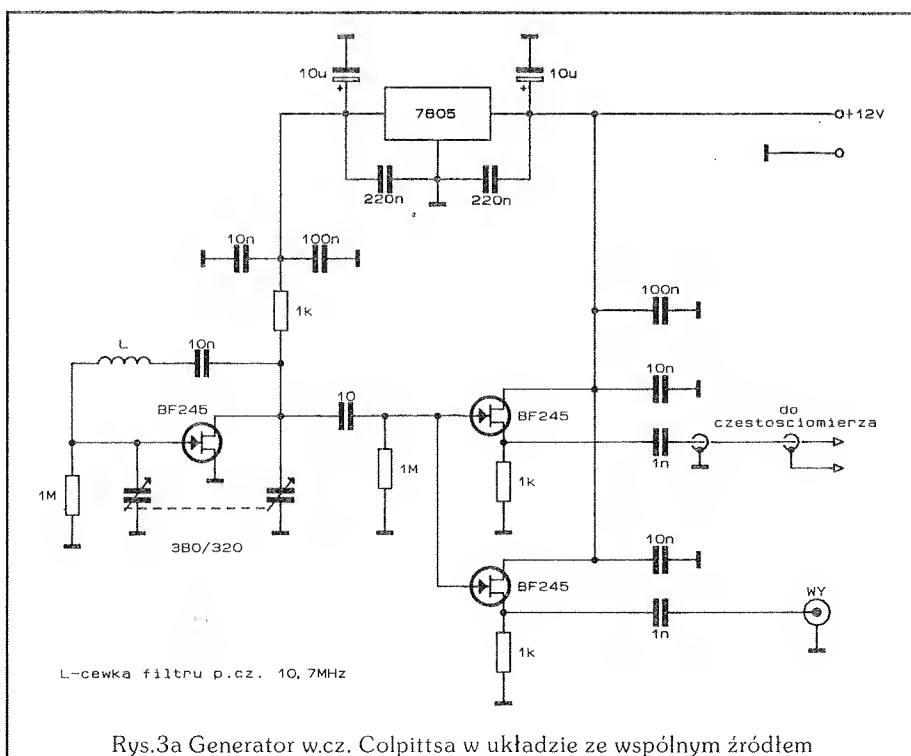 10u
10u
7805
+12V
220n
220n
10n
100n
1k
100n
L
10n
10n
BF245
10
BF245
do
czestosciomierza
1M
1M
1n
1k
380/320
10n
BF245
WY
1n
1k
L-cewka filtru p.cz. 10,7MHz
Rys.3a Generator w.cz. Colpittsa w układzie ze wspólnym źródłem